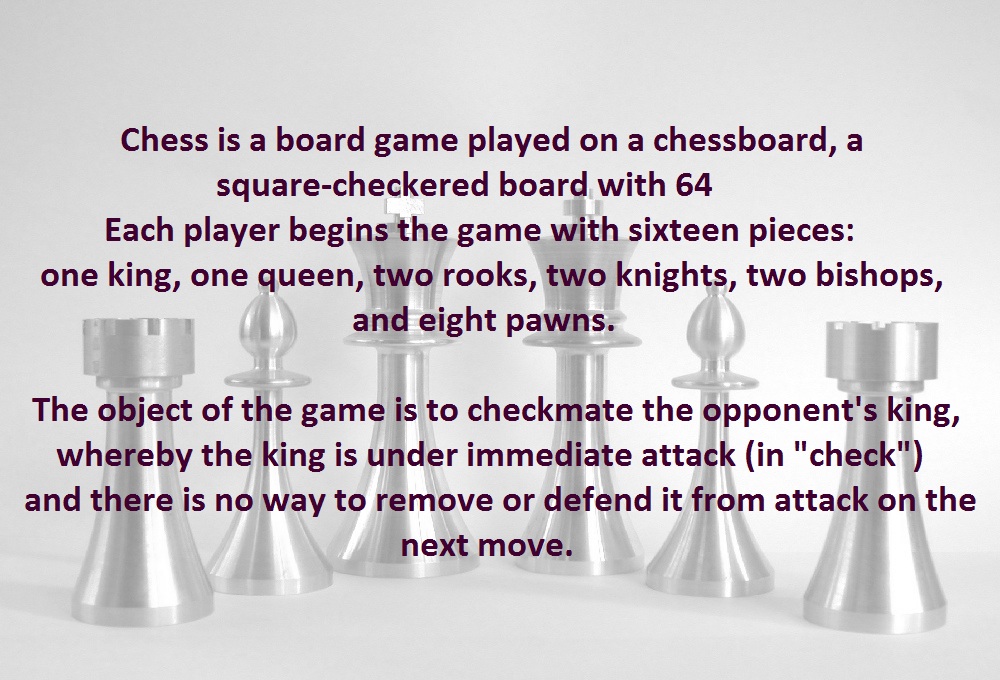 Chess is a board game played on a chessboard, a
square-checkered board with 64
Each player begins the game with sixteen pieces:
one king, one queen, two rooks, two knights, two bishops,
and eight pawns.
The object of the game is to checkmate the opponent's king,
whereby the king is under immediate attack (in "check")
and there is no way to remove or defend it from attack on the
next move.